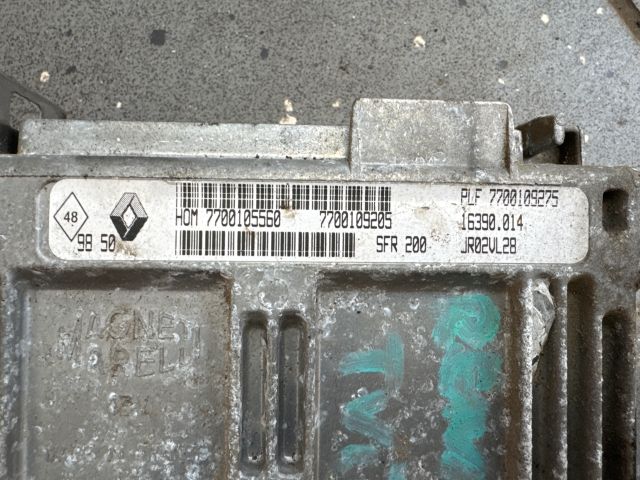 48
98 50
HOM 7700105560 7700109205
SFR 200
PLF 7700109275
16390.014
JR02VL28
MAGNETI
MARELLI